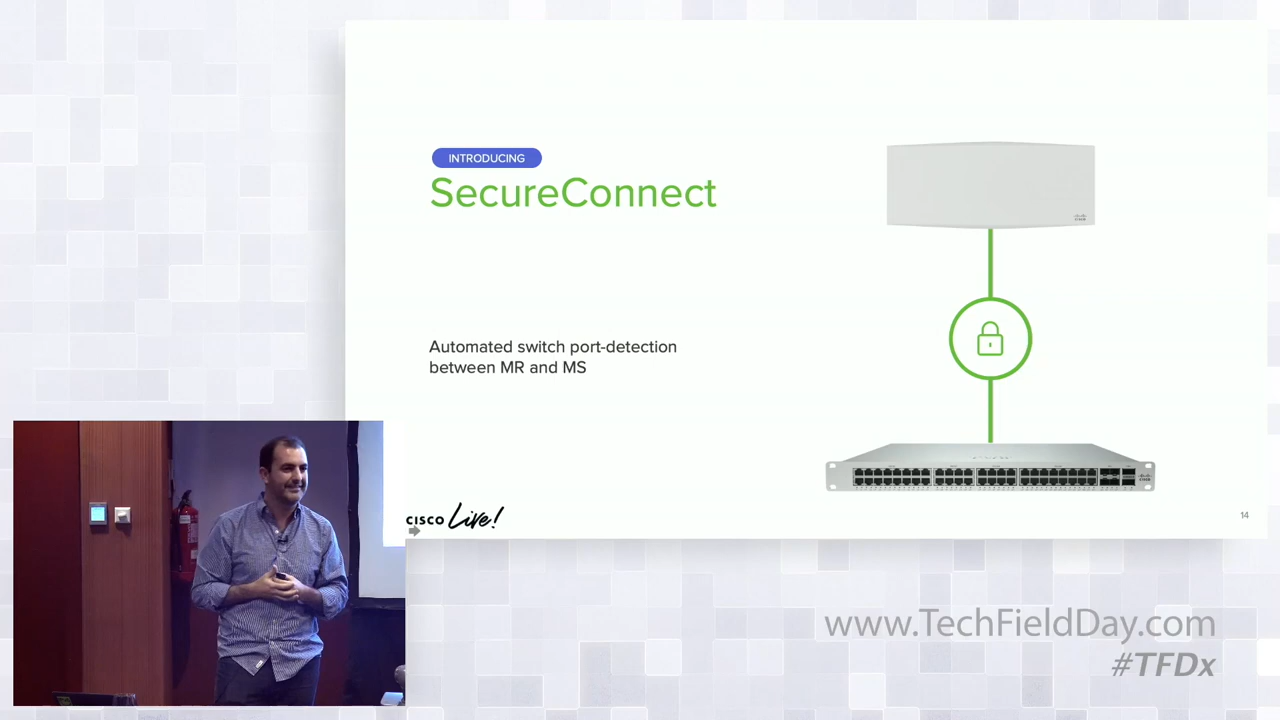 INTRODUCING
SecureConnect
Automated switch port-detection
between MR and MS
CISCO Live!
14
www.TechFieldDay.com
#TFDx